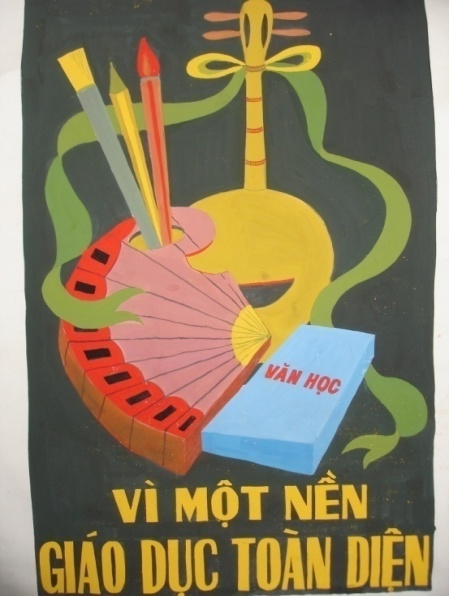 VĂN HỌC
VÌ MỘT NỀN
GIÁO DỤC TOÀN DIỆN